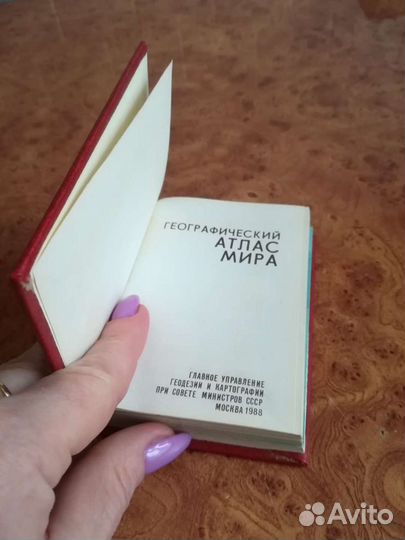 ГЕОГРАФИЧЕСКИЙ
АТЛАС
МИРА
ГЛАВНОЕ УПРАВЛЕНИЕ
ГЕОДЕЗИИ И КАРТОГРАФИИ
ПРИ СОВЕТЕ МИНИСТРОВ СССР
МОСКВА 1988
Avito